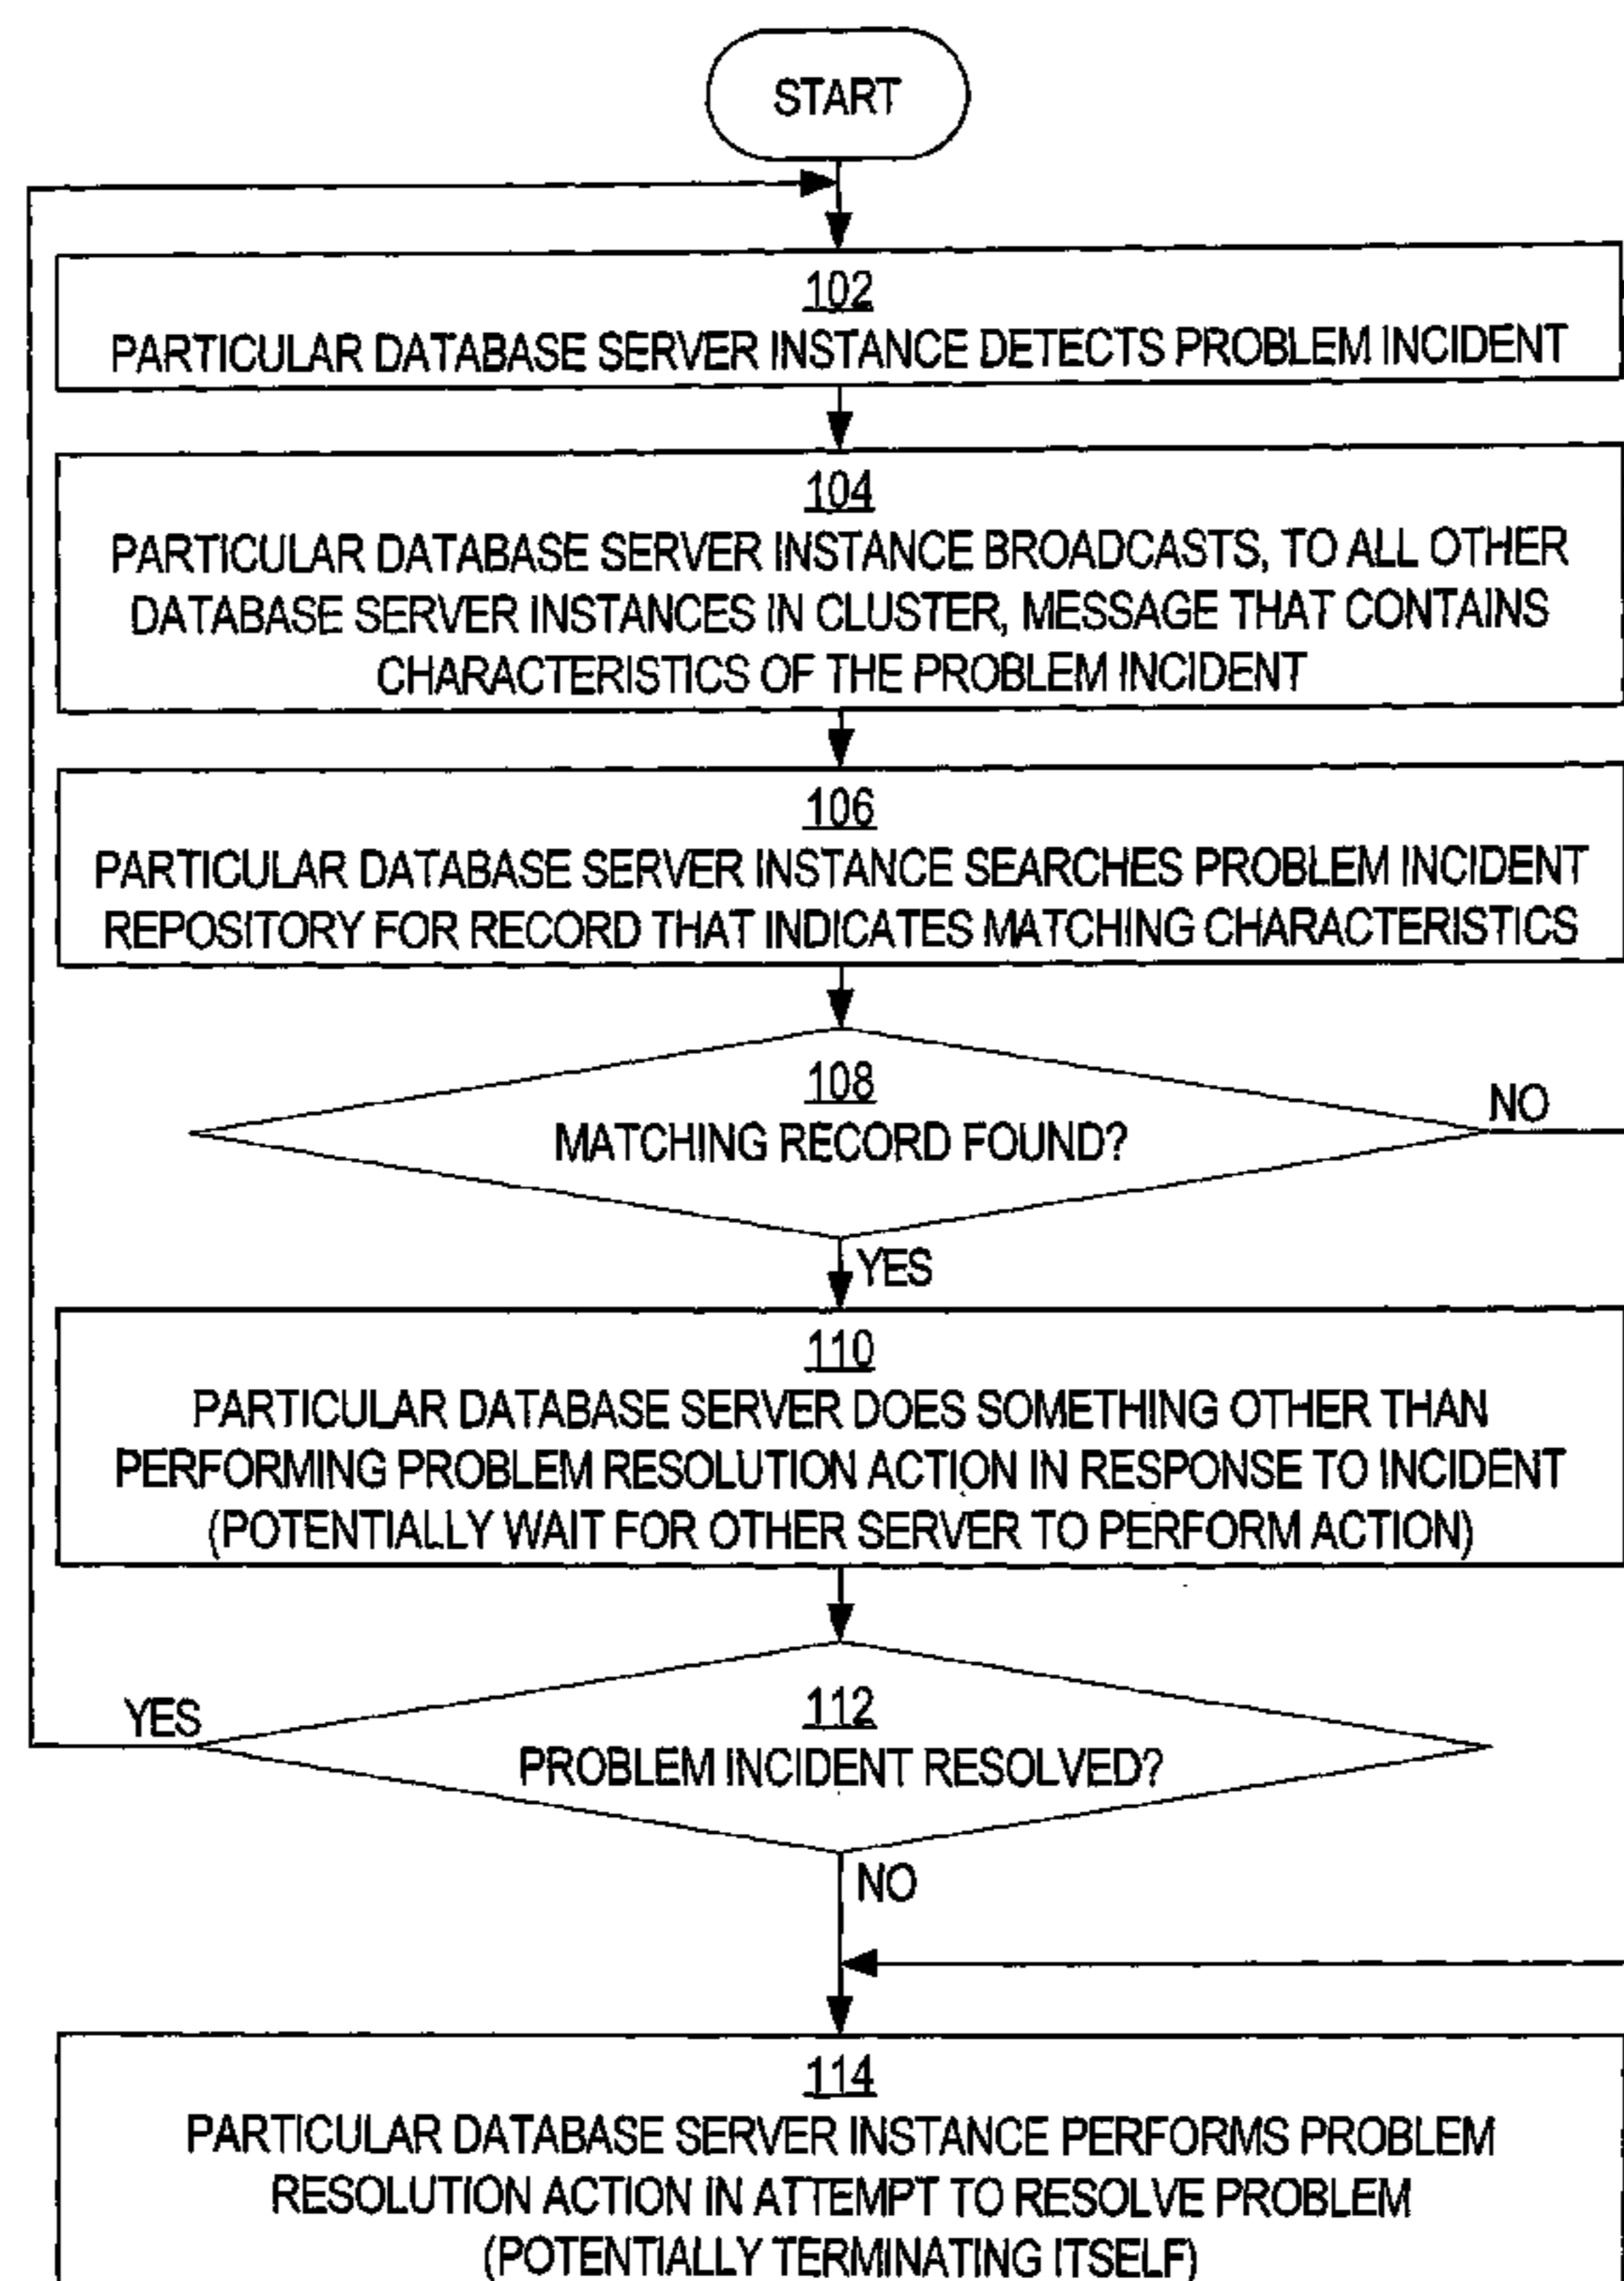 START
102
PARTICULAR DATABASE SERVER INSTANCE DETECTS PROBLEM INCIDENT
104
PARTICULAR DATABASE SERVER INSTANCE BROADCASTS, TO ALL OTHER
DATABASE SERVER INSTANCES IN CLUSTER, MESSAGE THAT CONTAINS
CHARACTERISTICS OF THE PROBLEM INCIDENT
106
PARTICULAR DATABASE SERVER INSTANCE SEARCHES PROBLEM INCIDENT
REPOSITORY FOR RECORD THAT INDICATES MATCHING CHARACTERISTICS
108
MATCHING RECORD FOUND?
NO
YES
110
PARTICULAR DATABASE SERVER DOES SOMETHING OTHER THAN
PERFORMING PROBLEM RESOLUTION ACTION IN RESPONSE TO INCIDENT
(POTENTIALLY WAIT FOR OTHER SERVER TO PERFORM ACTION)
YES
112
PROBLEM INCIDENT RESOLVED?
NO
114
PARTICULAR DATABASE SERVER INSTANCE PERFORMS PROBLEM
RESOLUTION ACTION IN ATTEMPT TO RESOLVE PROBLEM
(POTENTIALLY TERMINATING ITSELF)